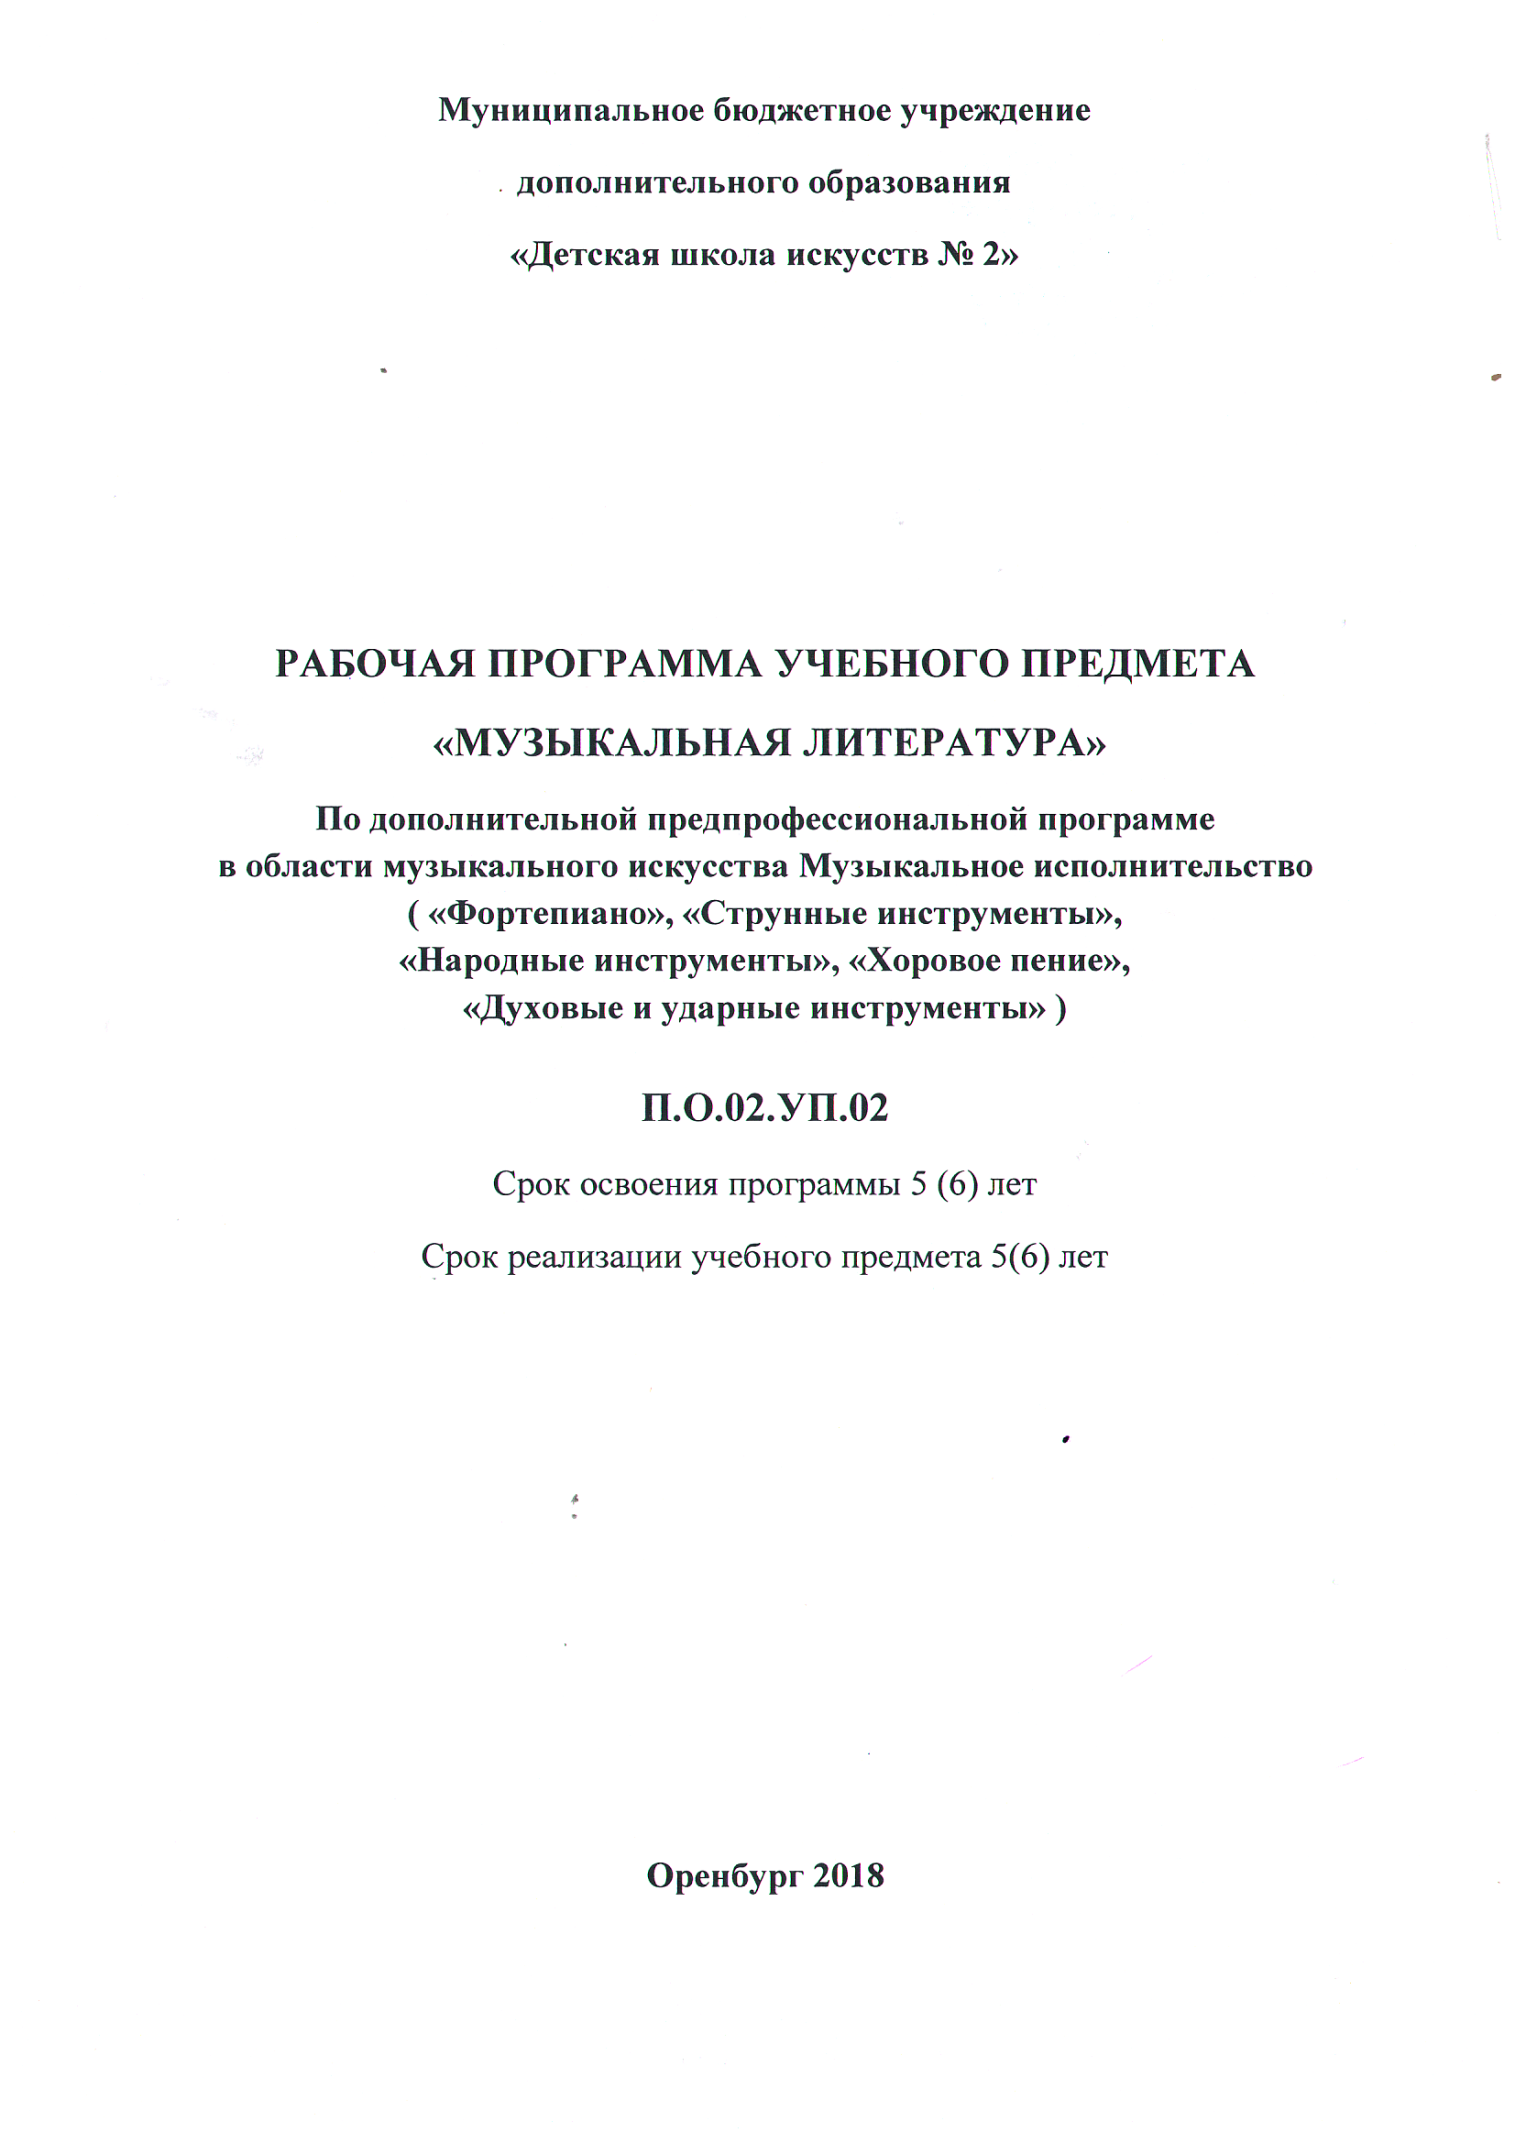 Муниципальное бюджетное учреждение
дополнительного образования
«Детская школа искусств № 2»
РАБОЧАЯ ПРОГРАММА УЧЕБНОГО ПРЕДМЕТА
«МУЗЫКАЛЬНАЯ ЛИТЕРАТУРА»
По дополнительной предпрофессиональной программе
в области музыкального искусства Музыкальное исполнительство
( «Фортепиано», «Струнные инструменты»,
«Народные инструменты», «Хоровое пение»,
«Духовые и ударные инструменты» )
П.О.02.УП.02
Срок освоения программы 5 (6) лет
Срок реализации учебного предмета 5(6) лет
Оренбург 2018